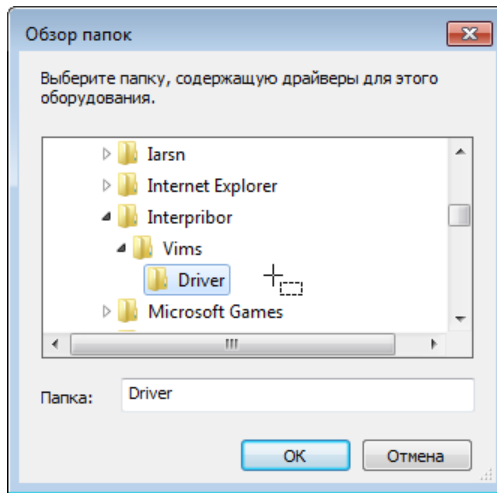 Обзор папок
Выберите папку, содержащую драйверы для этого
оборудования.
Iarsn
Internet Explorer
Interpribor
Vims
Driver
Microsoft Games
Папка:
Driver
ОК
Отмена